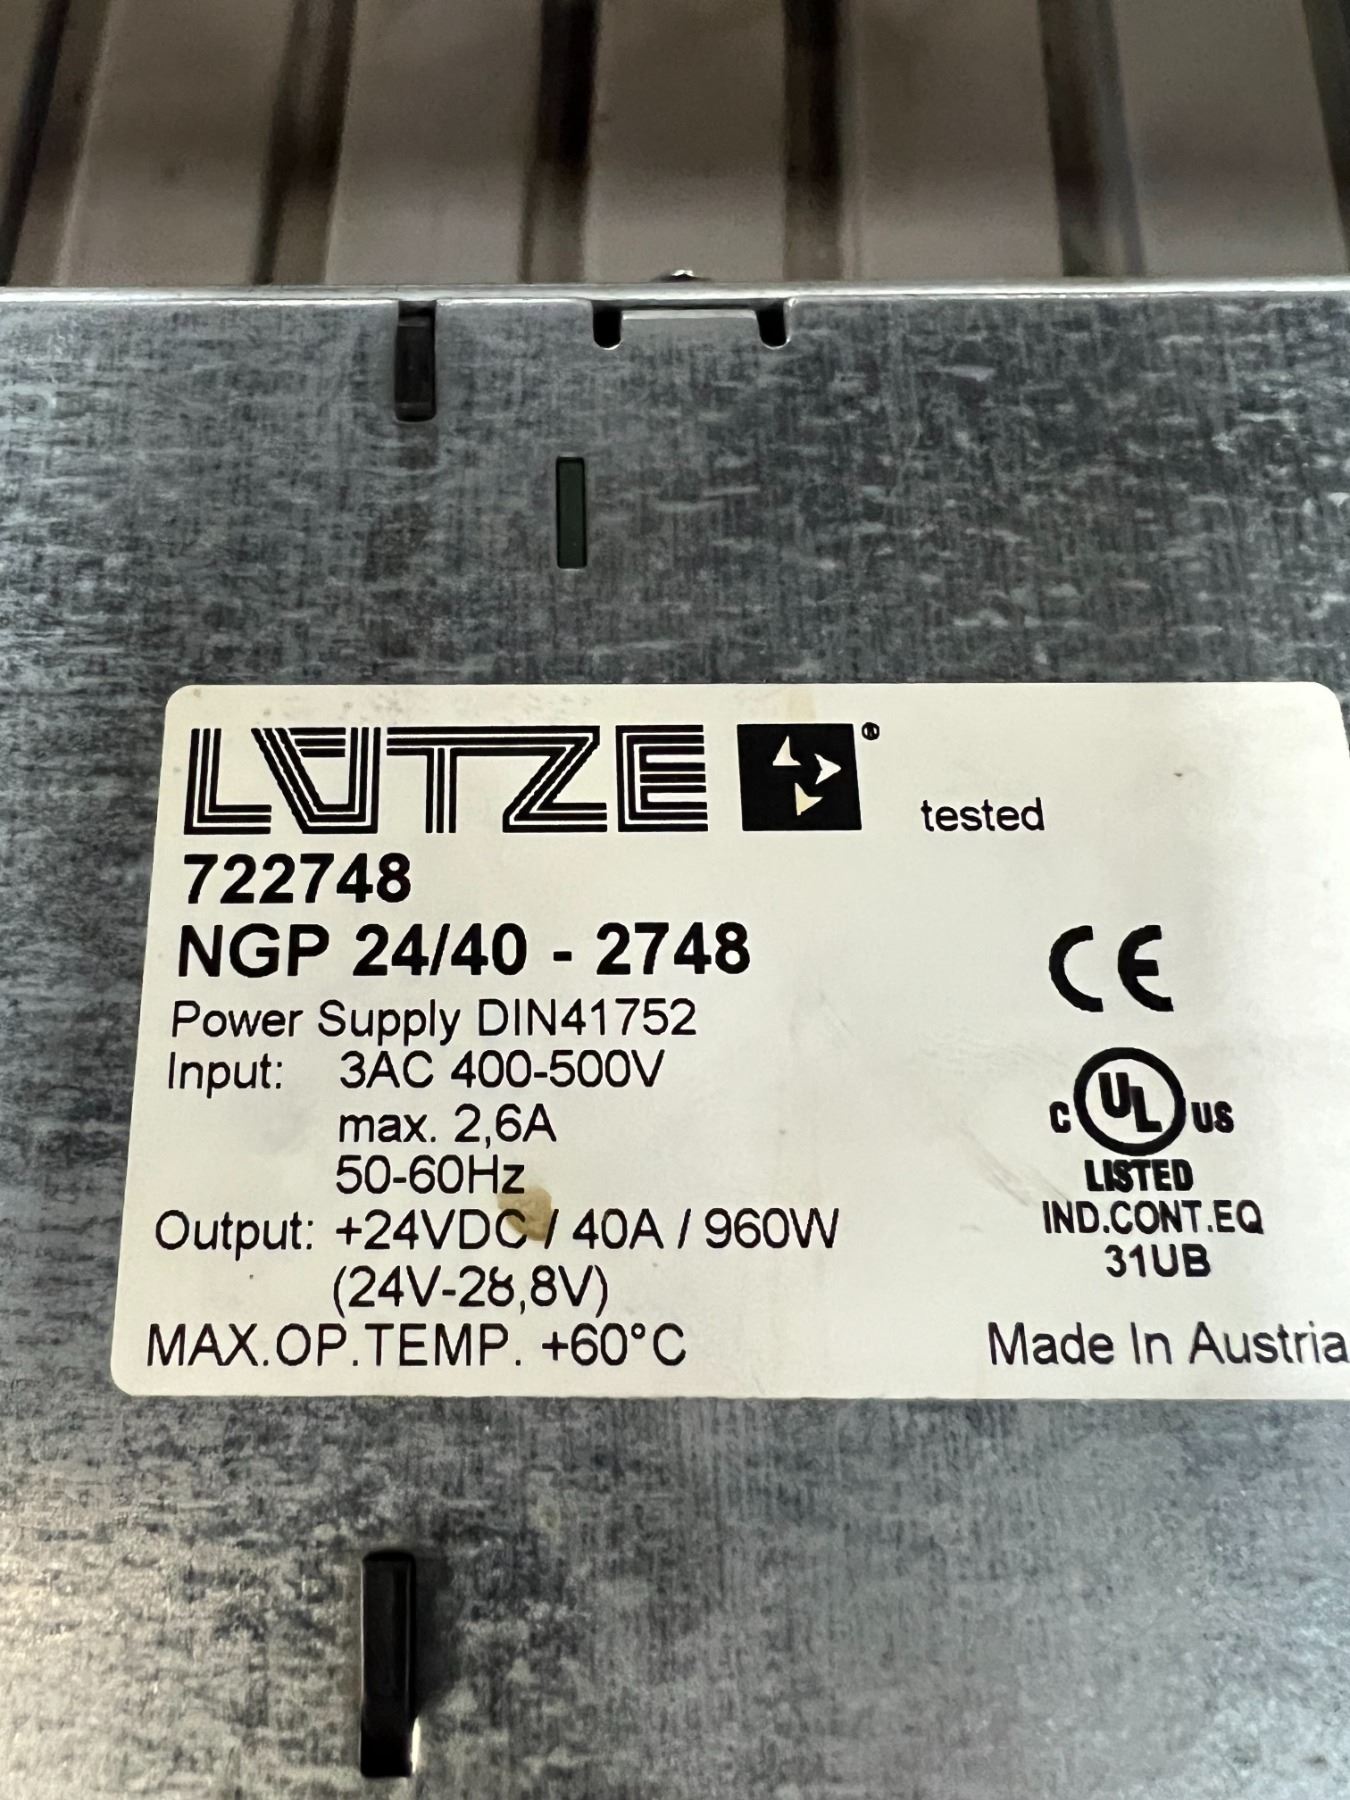 LÜTZE ® tested
722748
NGP 24/40 - 2748
Power Supply DIN41752
Input: 3AC 400-500V
max. 2,6A
50-60Hz
Output: +24VDC / 40A / 960W
(24V-28,8V)
MAX.OP.TEMP. +60°C
CE
C UL US
LISTED
IND.CONT.EQ
31UB
Made In Austria